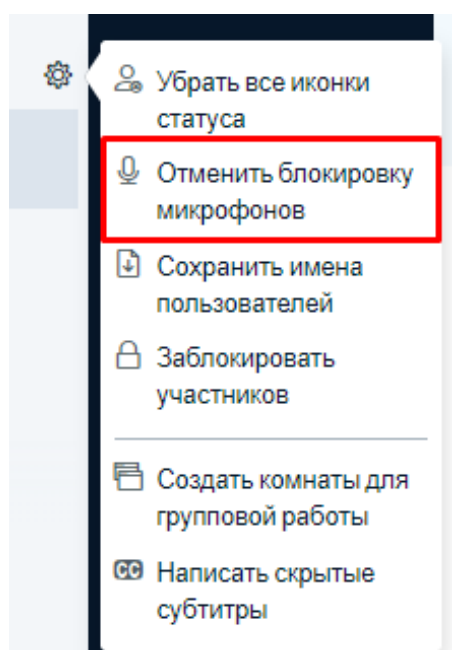 Убрать все иконки
статуса
Отменить блокировку
микрофонов
Сохранить имена
пользователей
Заблокировать
участников
Создать комнаты для
групповой работы
CC Написать скрытые
субтитры